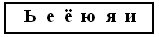 Ь е ё ю я и